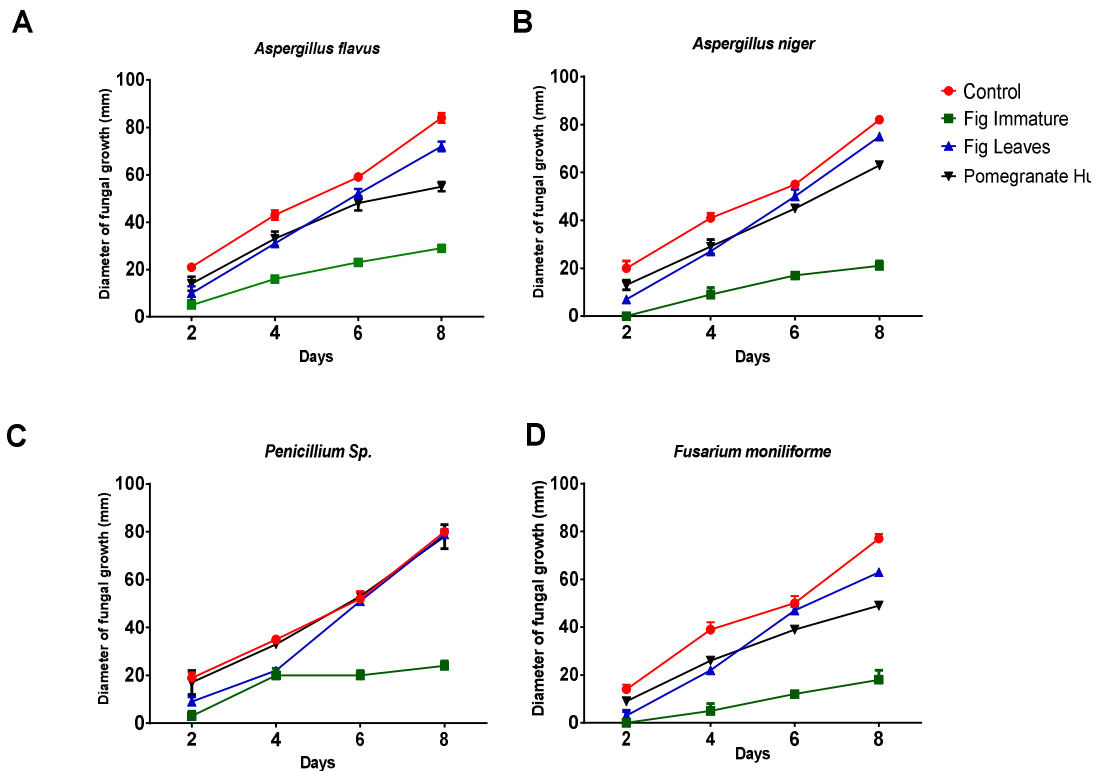 A
Aspergillus flavus
Diameter of fungal growth (mm)
100
80
60
40
20
0
2 4 6 8
Days
B
Aspergillus niger
Diameter of fungal growth (mm)
100
80
60
40
20
0
2 4 6 8
Days
Control
Fig Immature
Fig Leaves
Pomegranate
C
Penicillium Sp.
Diameter of fungal growth (mm)
100
80
60
40
20
0
2 4 6 8
Days
D
Fusarium moniliforme
Diameter of fungal growth (mm)
100
80
60
40
20
0
2 4 6 8
Days